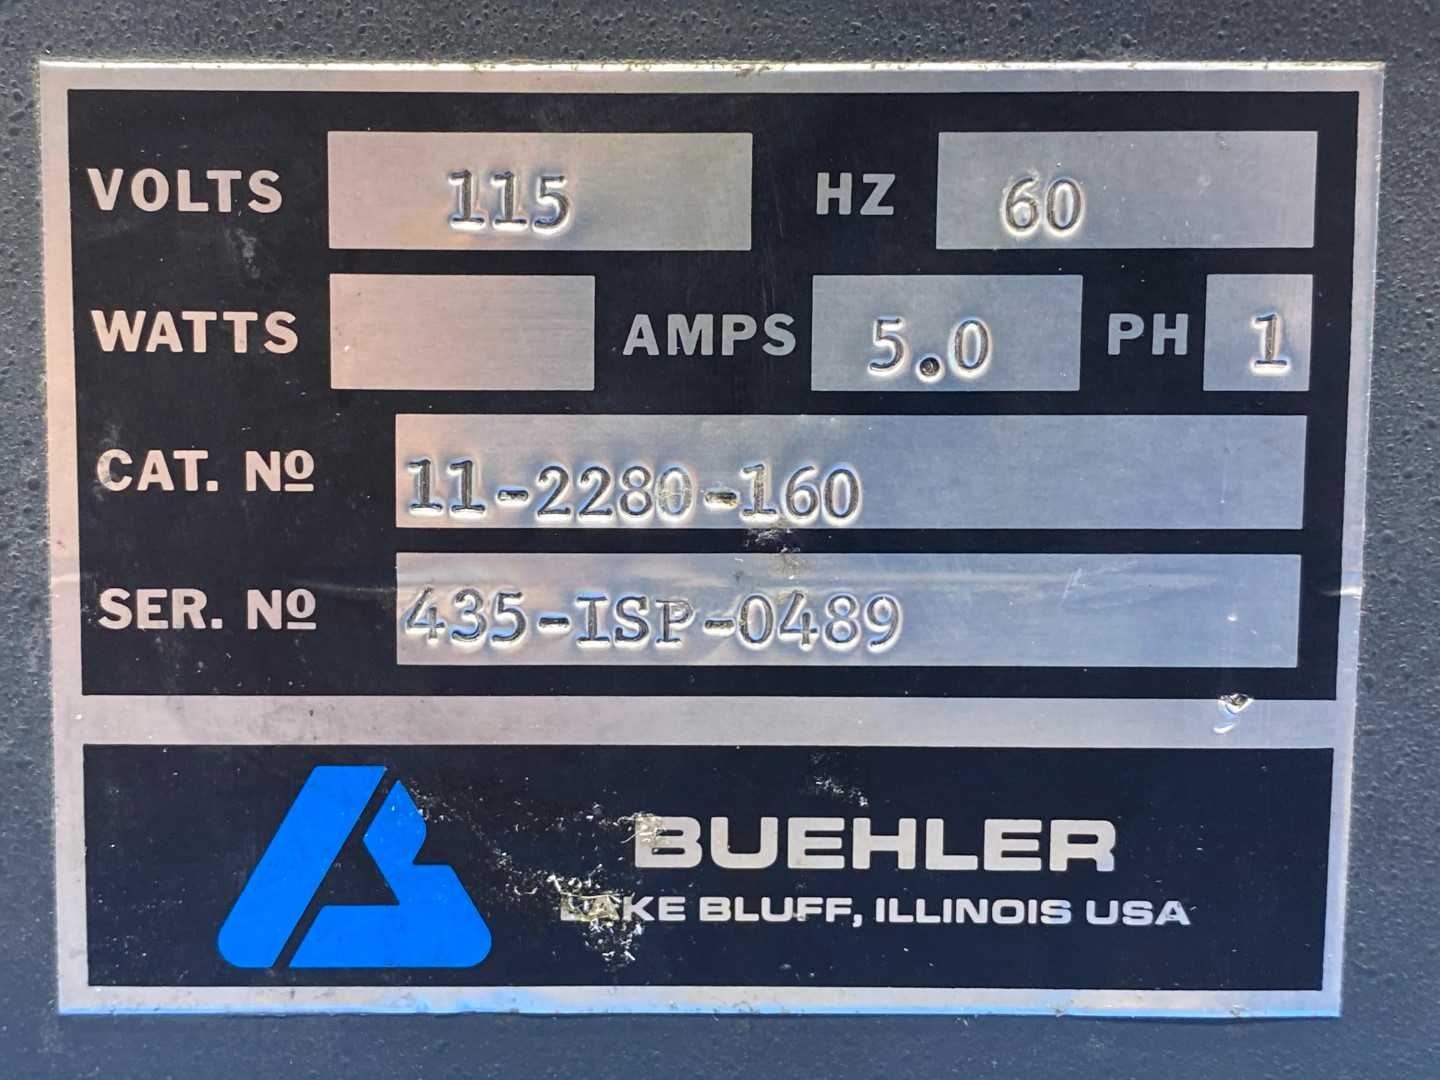 VOLTS 115 HZ 60
WATTS AMPS 5.0 PH 1
CAT. Nº 11-2280-160
SER. Nº 435-ISP-0489
BUEHLER
LAKE BLUFF, ILLINOIS USA